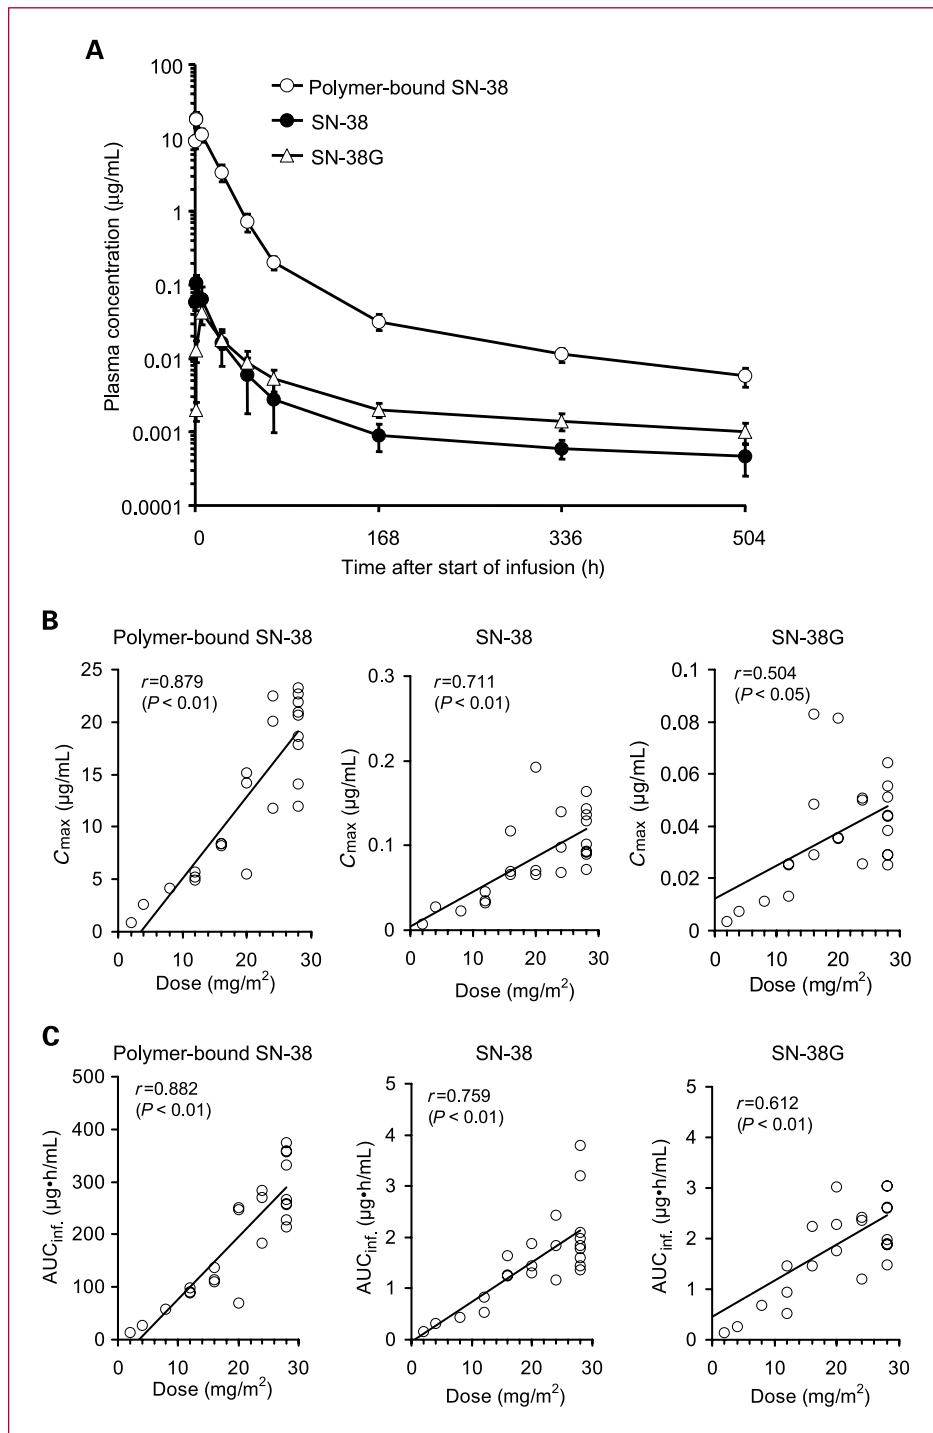 A
Plasma concentration (µg/mL)
100
10
1
0.1
0.01
0.001
0.0001
Polymer-bound SN-38
SN-38
SN-38G
0 168 336 504
Time after start of infusion (h)
B
Polymer-bound SN-38
r=0.879
(P < 0.01)
Cmax (µg/mL)
25
20
15
10
5
0
0 10 20 30
Dose (mg/m²)
SN-38
r=0.711
(P < 0.01)
Cmax (µg/mL)
0.3
0.2
0.1
0
0 10 20 30
Dose (mg/m²)
SN-38G
r=0.504
(P < 0.05)
Cmax (µg/mL)
0.1
0.08
0.06
0.04
0.02
0
0 10 20 30
Dose (mg/m²)
C
Polymer-bound SN-38
r=0.882
(P < 0.01)
AUCinf. (µg•h/mL)
500
400
300
200
100
0
0 10 20 30
Dose (mg/m²)
SN-38
r=0.759
(P < 0.01)
AUCinf. (µg•h/mL)
5
4
3
2
1
0
0 10 20 30
Dose (mg/m²)
SN-38G
r=0.612
(P < 0.01)
AUCinf. (µg•h/mL)
5
4
3
2
1
0
0 10 20 30
Dose (mg/m²)